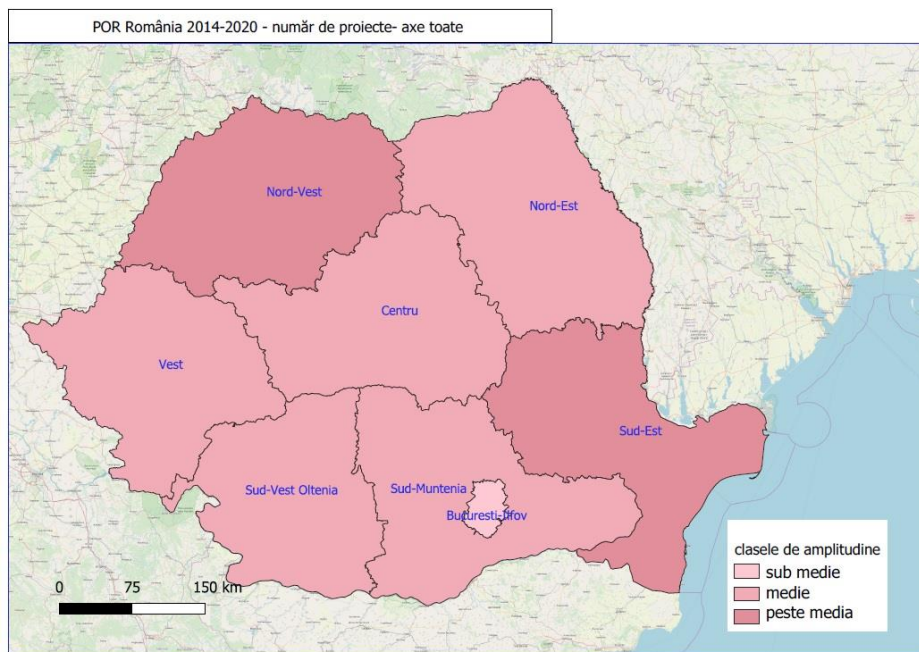 POR România 2014-2020 - număr de proiecte- axe toate
Nord-Vest
Nord-Est
Centru
Vest
Sud-Est
Sud-Vest Oltenia
Sud-Muntenia
București-Ilfov
clasele de amplitudine
sub medie
medie
peste media
0 75 150 km